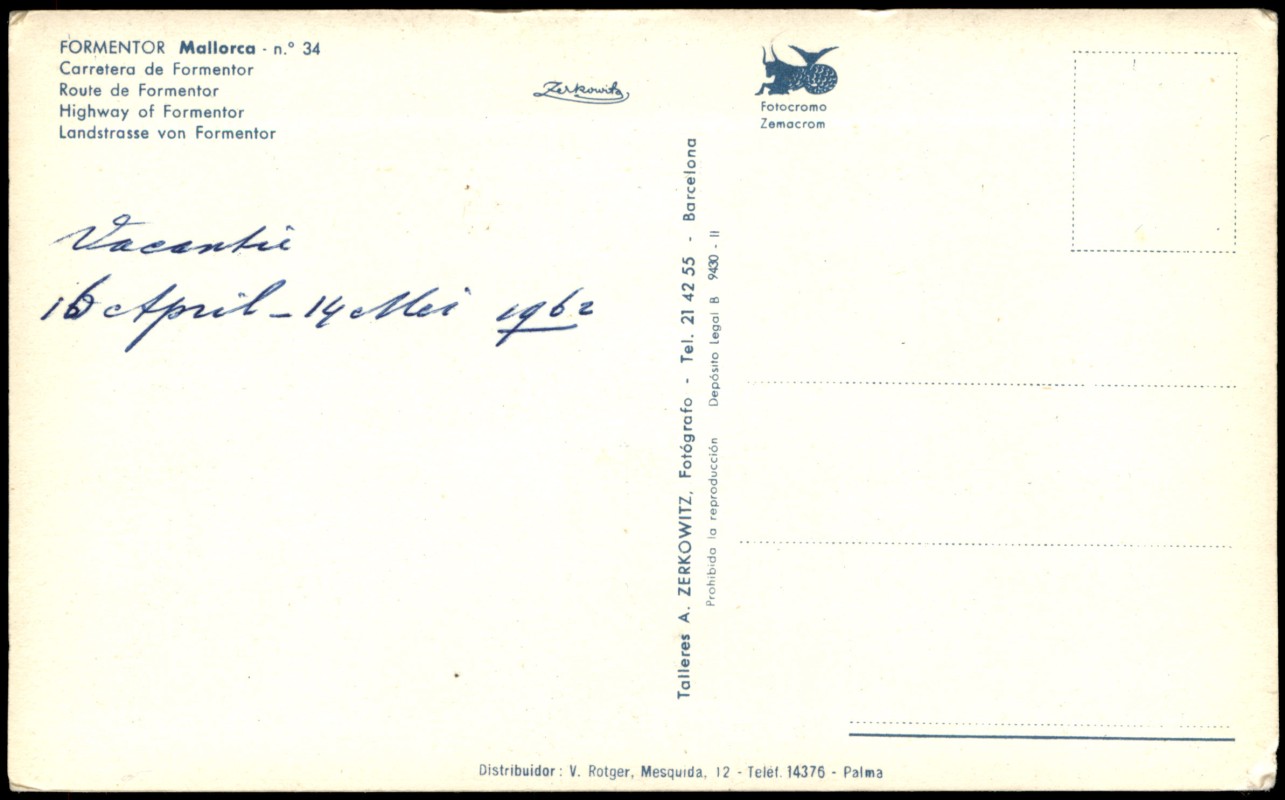 FORMENTOR Mallorca - n.° 34
Carretera de Formentor
Route de Formentor
Highway of Formentor
Landstrasse von Formentor
Vacantie
16 April - 14 Mei 1962
Zerkowitz
Talleres A. ZERKOWITZ, Fotógrafo - Tel. 21 42 55 - Barcelona
Prohibida la reproducción Depósito Legal B 9430 - II
Fotocromo
Zemacrom
Distribuidor: V. Rotger, Mesquida, 12 - Teléf. 14376 - Palma